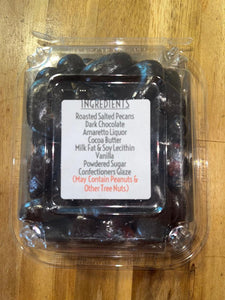 INGREDIENTS
Roasted Salted Pecans
Dark Chocolate
Amaretto Liquor
Cocoa Butter
Milk Fat & Soy Lecithin
Vanilla
Powdered Sugar
Confectioners Glaze
(May Contain Peanuts &
Other Tree Nuts)